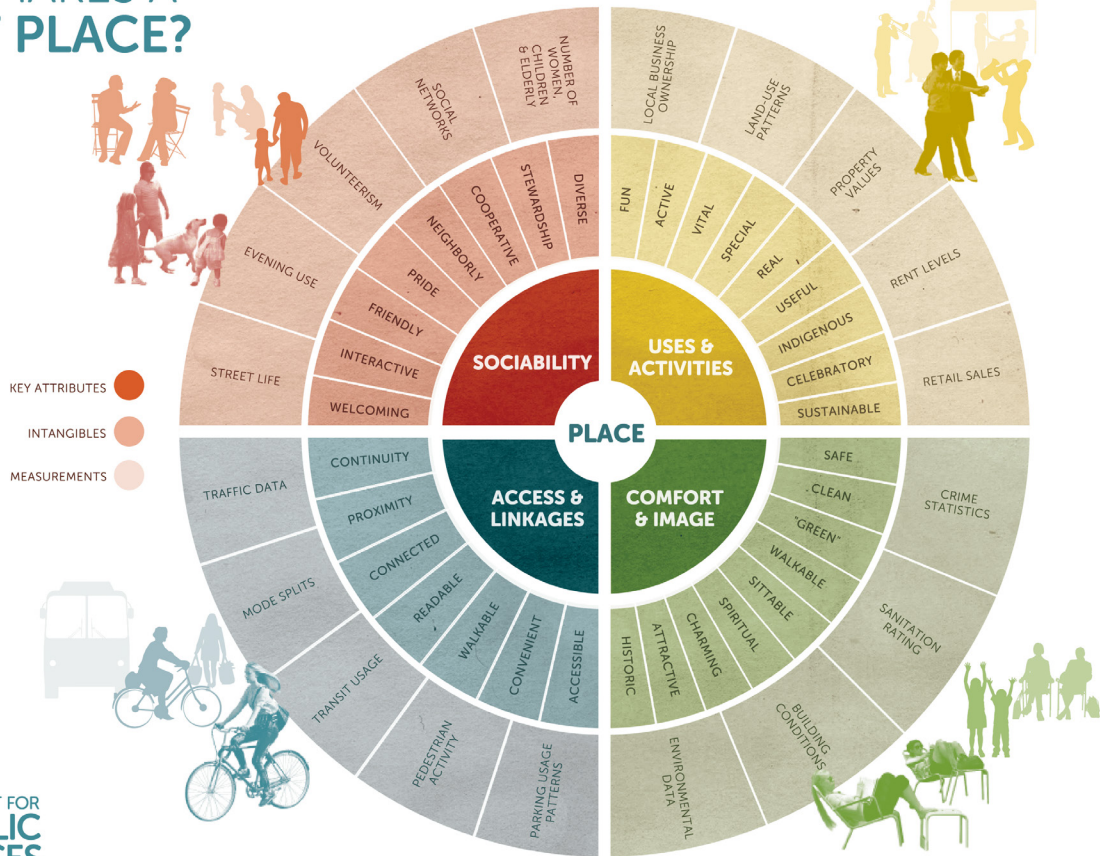 PLACE?
KEY ATTRIBUTES
INTANGIBLES
MEASUREMENTS
PLACE
SOCIABILITY
USES &
ACTIVITIES
ACCESS &
LINKAGES
COMFORT
& IMAGE
WELCOMING
INTERACTIVE
FRIENDLY
PRIDE
NEIGHBORLY
COOPERATIVE
STEWARDSHIP
DIVERSE
FUN
ACTIVE
VITAL
SPECIAL
REAL
USEFUL
INDIGENOUS
CELEBRATORY
SUSTAINABLE
SAFE
CLEAN
"GREEN"
WALKABLE
SITTABLE
SPIRITUAL
CHARMING
ATTRACTIVE
HISTORIC
ACCESSIBLE
CONVENIENT
WALKABLE
READABLE
CONNECTED
PROXIMITY
CONTINUITY
STREET LIFE
EVENING USE
VOLUNTEERISM
SOCIAL
NETWORKS
NUMBER OF
WOMEN,
CHILDREN
& ELDERLY
LOCAL BUSINESS
OWNERSHIP
LAND-USE
PATTERNS
PROPERTY
VALUES
RENT LEVELS
RETAIL SALES
CRIME
STATISTICS
SANITATION
RATING
BUILDING
CONDITIONS
ENVIRONMENTAL
DATA
PARKING USAGE
PATTERNS
PEDESTRIAN
ACTIVITY
TRANSIT USAGE
MODE SPLITS
TRAFFIC DATA
FOR